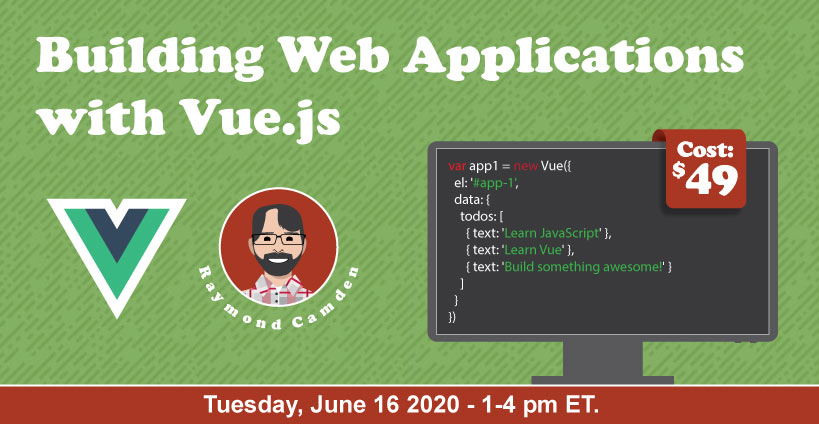 Building Web Applications
with Vue.js
Cost:
$49
var app1 = new Vue({
el: '#app-1',
data: {
todos: [
{ text: 'Learn JavaScript' },
{ text: 'Learn Vue' },
{ text: 'Build something awesome!' }
]
}
})
Raymond Camden
Tuesday, June 16 2020 - 1-4 pm ET.